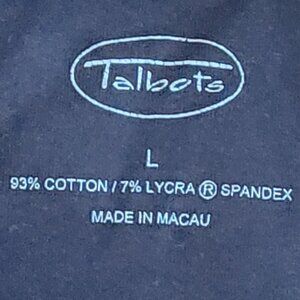 Talbots
L
93% COTTON / 7% LYCRA ® SPANDEX
MADE IN MACAU